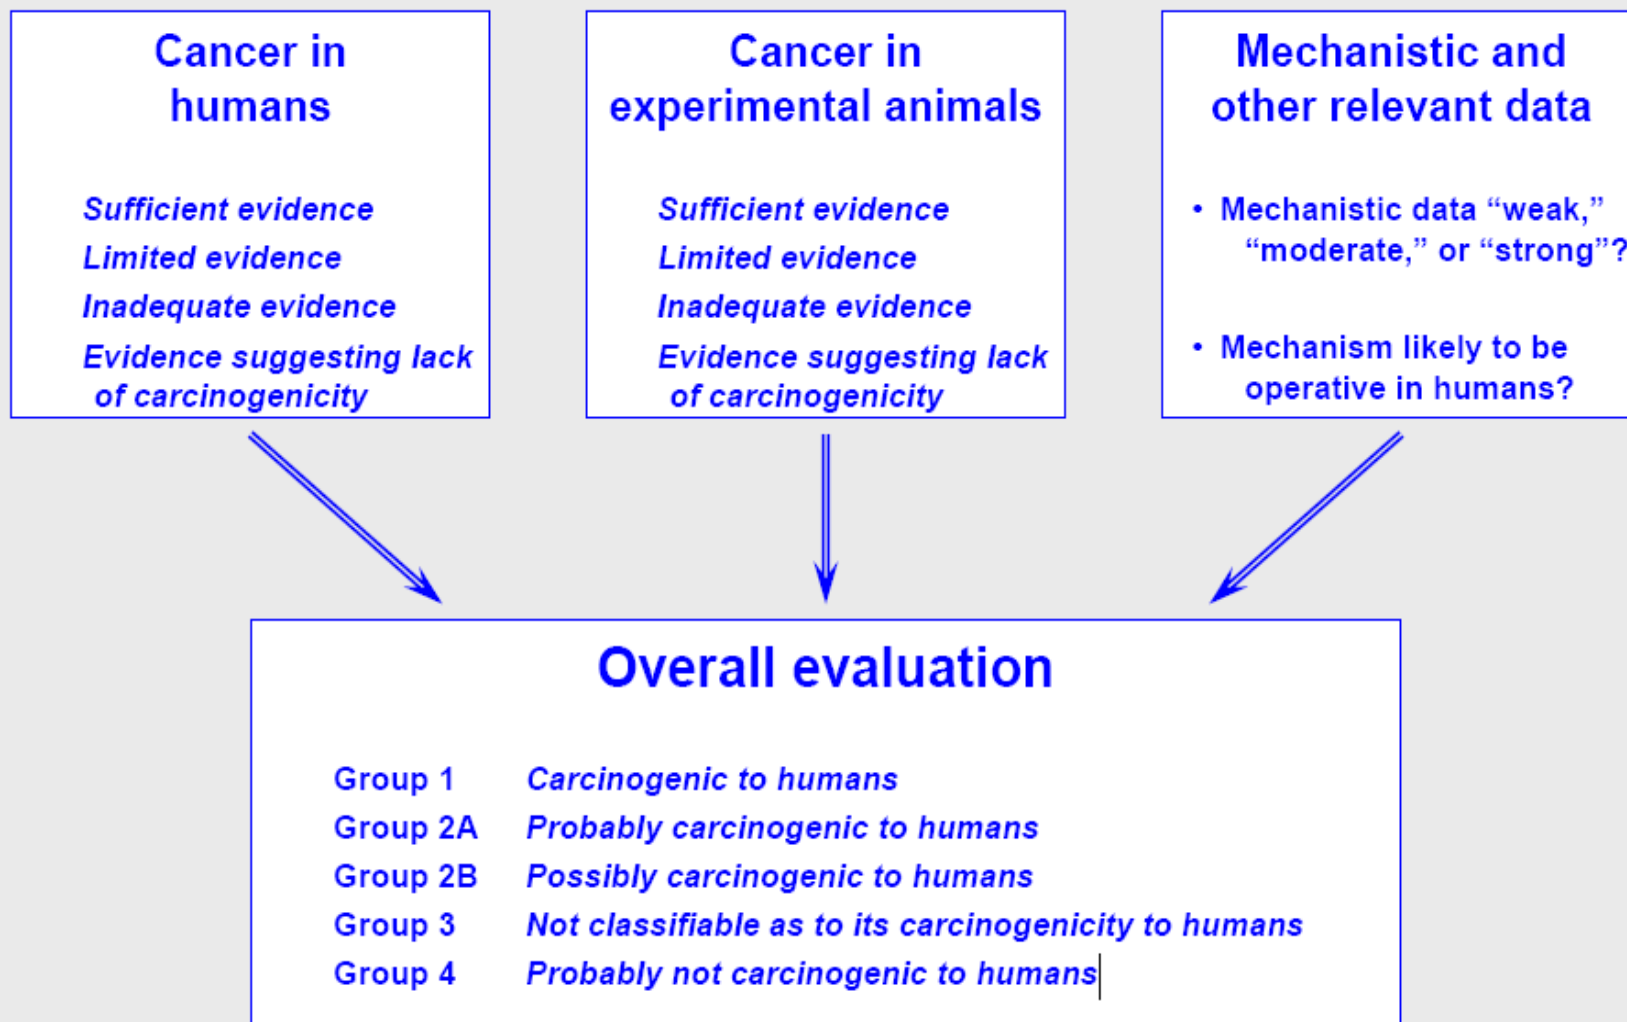 Cancer in
humans
Sufficient evidence
Limited evidence
Inadequate evidence
Evidence suggesting lack
of carcinogenicity
Cancer in
experimental animals
Sufficient evidence
Limited evidence
Inadequate evidence
Evidence suggesting lack
of carcinogenicity
Mechanistic and
other relevant data
• Mechanistic data “weak,”
“moderate,” or “strong”?
• Mechanism likely to be
operative in humans?
Overall evaluation
Group 1 Carcinogenic to humans
Group 2A Probably carcinogenic to humans
Group 2B Possibly carcinogenic to humans
Group 3 Not classifiable as to its carcinogenicity to humans
Group 4 Probably not carcinogenic to humans